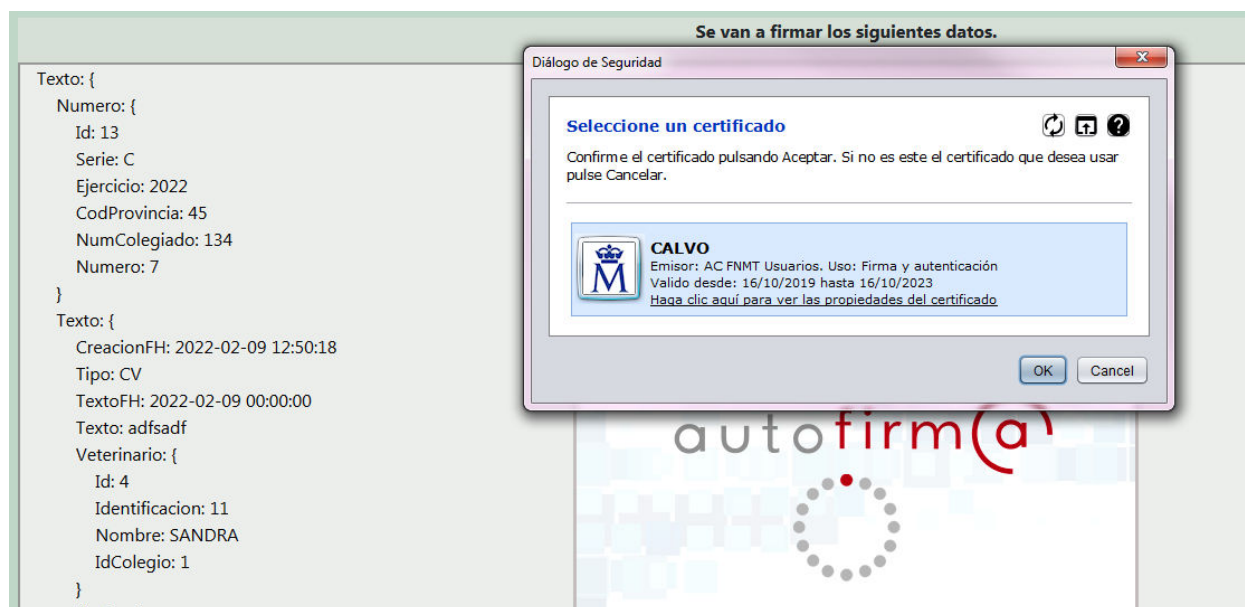 Se van a firmar los siguientes datos.
Texto: {
Numero: {
Id: 13
Serie: C
Ejercicio: 2022
CodProvincia: 45
NumColegiado: 134
Numero: 7
}
Texto: {
CreacionFH: 2022-02-09 12:50:18
Tipo: CV
TextoFH: 2022-02-09 00:00:00
Texto: adfsadf
Veterinario: {
Id: 4
Identificacion: 11
Nombre: SANDRA
IdColegio: 1
}
Diálogo de Seguridad
Seleccione un certificado
Confirme el certificado pulsando Aceptar. Si no es este el certificado que desea usar
pulse Cancelar.
CALVO
Emisor: AC FNMT Usuarios. Uso: Firma y autenticación
Valido desde: 16/10/2019 hasta 16/10/2023
Haga clic aquí para ver las propiedades del certificado
OK Cancel
autofirm(a)